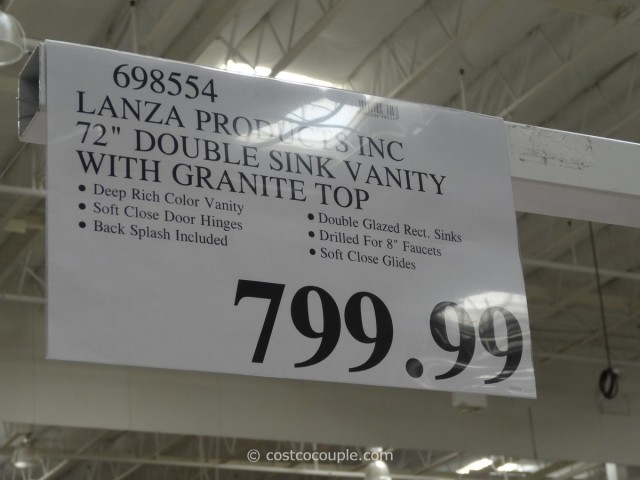 698554
LANZA PRODUCTS INC
72" DOUBLE SINK VANITY
WITH GRANITE TOP
• Deep Rich Color Vanity
• Soft Close Door Hinges
• Back Splash Included
• Double Glazed Rect. Sinks
• Drilled For 8" Faucets
• Soft Close Glides
799.99
© costcocouple.com